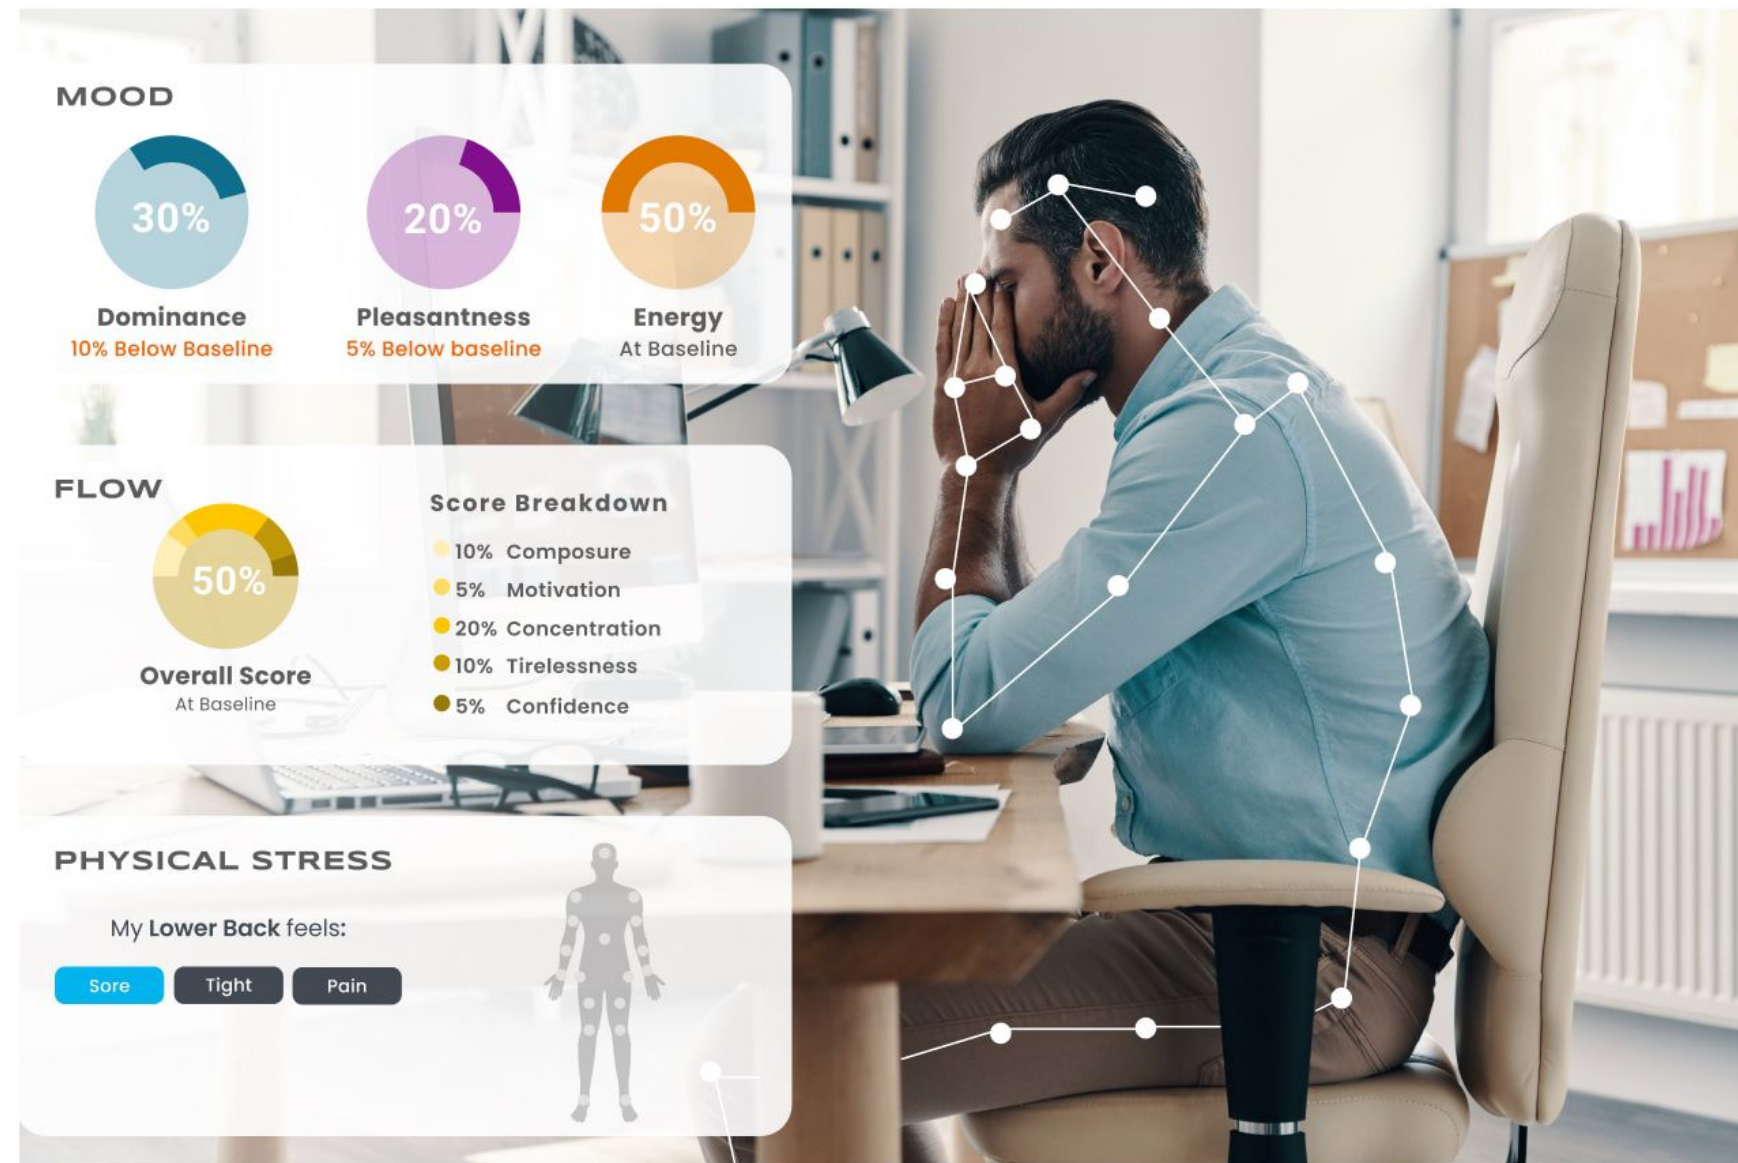 MOOD
30%
20%
50%
Dominance
Pleasantness
Energy
10% Below Baseline
5% Below baseline
At Baseline
FLOW
50%
Overall Score
At Baseline
Score Breakdown
10% Composure
5% Motivation
20% Concentration
10% Tirelessness
5% Confidence
PHYSICAL STRESS
My Lower Back feels:
Sore
Tight
Pain